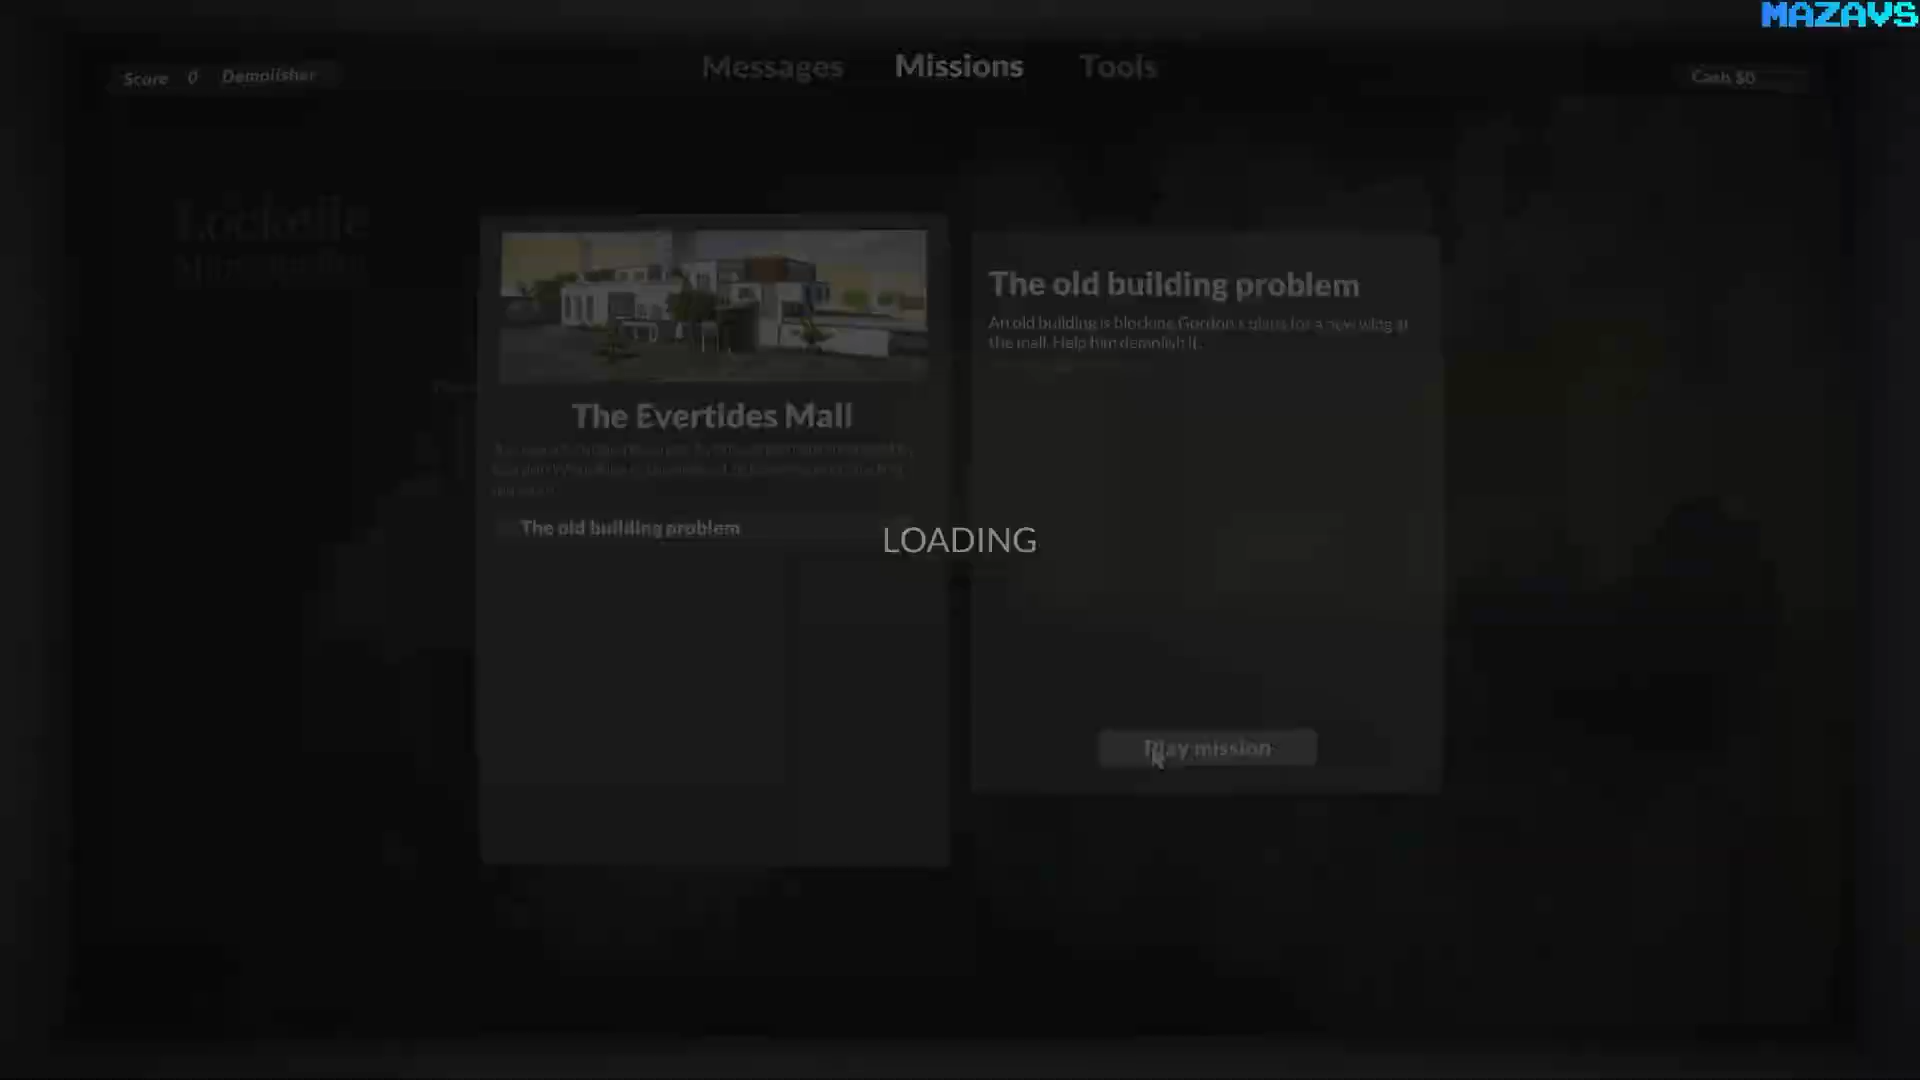 MAZAVS
Messages Missions Tools
Score 0 Demolisher
Cash $0
The old building problem
An old building is blocking Gordon's plans for a new wing at
the mall. Help him demolish it.
The Evertides Mall
The old building problem
LOADING
Play mission